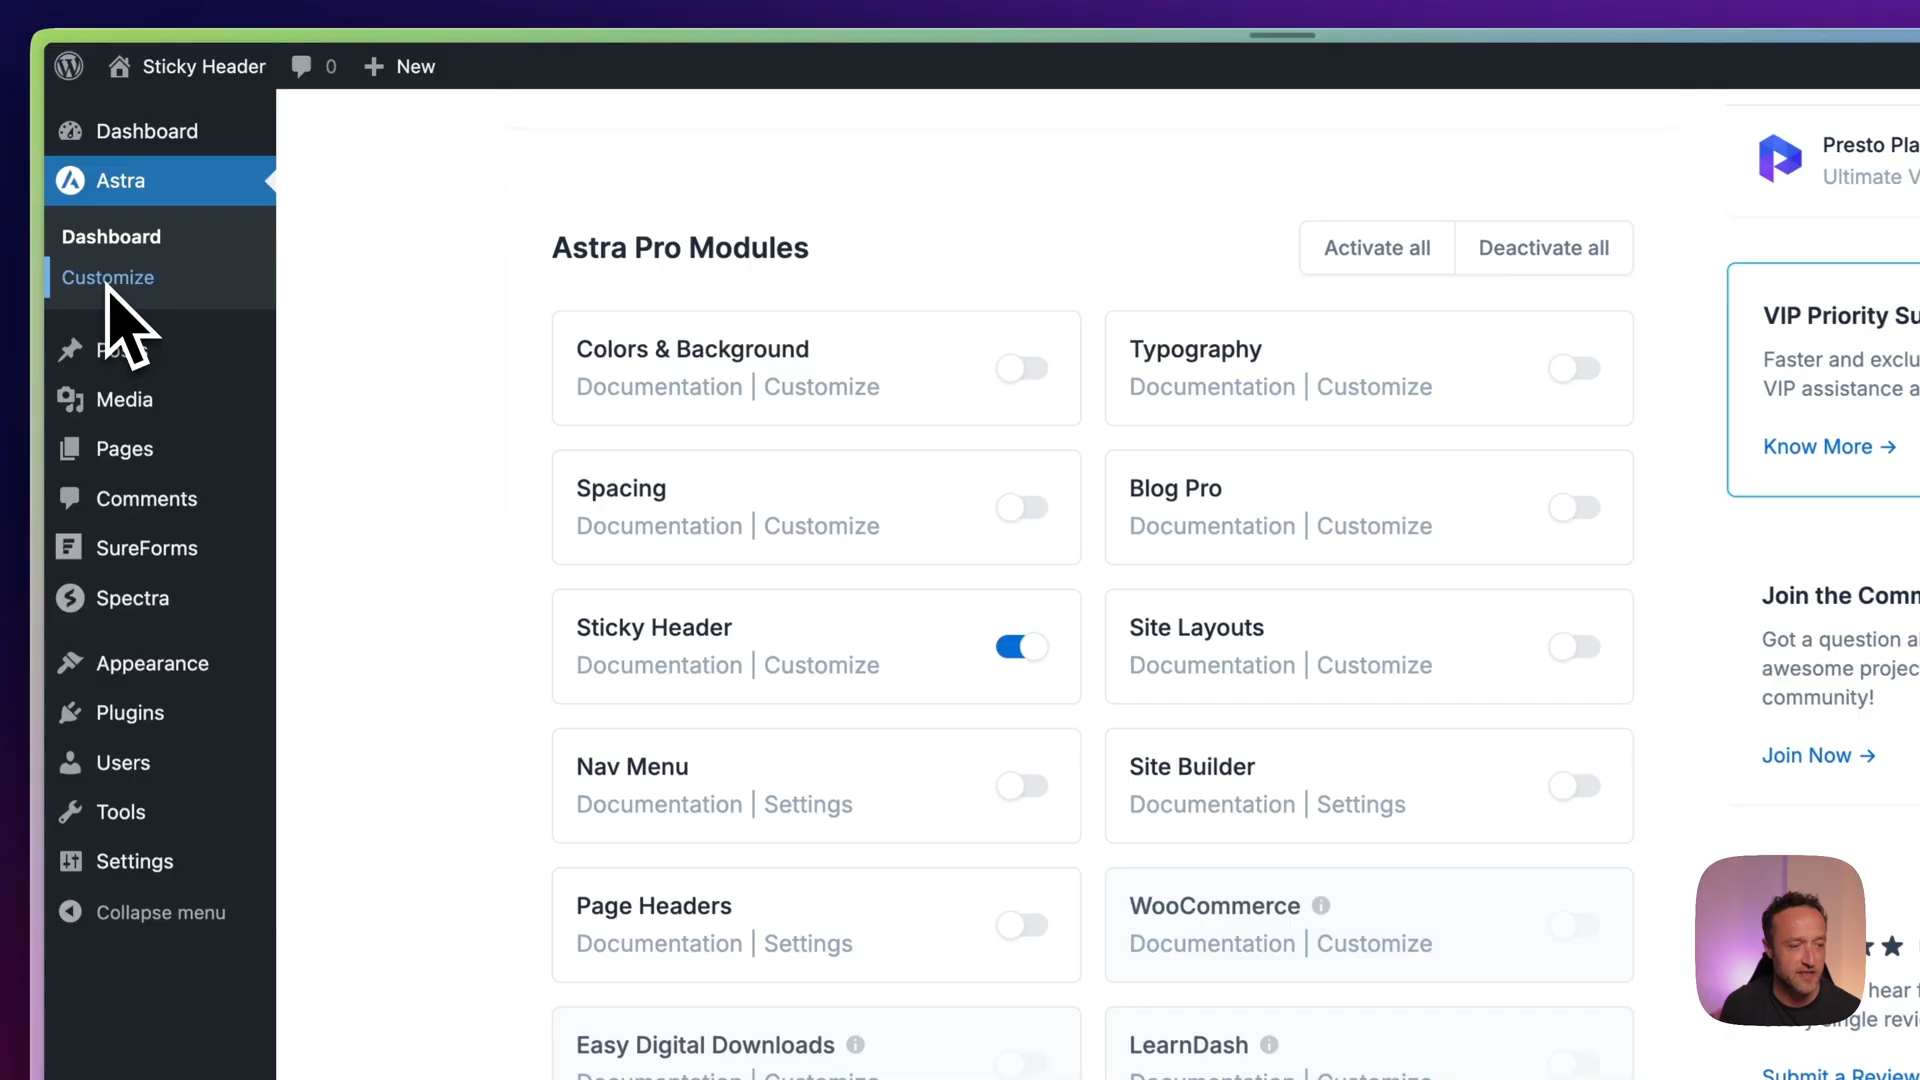 Sticky Header
0
New
Dashboard
Astra
Dashboard
Customize
Media
Pages
Comments
SureForms
Spectra
Appearance
Plugins
Users
Tools
Settings
Collapse menu
Astra Pro Modules
Activate all
Deactivate all
Colors & Background
Documentation | Customize
Typography
Documentation | Customize
Spacing
Documentation | Customize
Blog Pro
Documentation | Customize
Sticky Header
Documentation | Customize
Site Layouts
Documentation | Customize
Nav Menu
Documentation | Settings
Site Builder
Documentation | Settings
Page Headers
Documentation | Settings
WooCommerce
Documentation | Customize
Easy Digital Downloads
LearnDash
Presto Pla
Ultimate V
VIP Priority Su
Faster and exclu
VIP assistance a
Know More →
Join the Comm
Got a question a
awesome projec
community!
Join Now →
hear f
single revi
Submit a Review